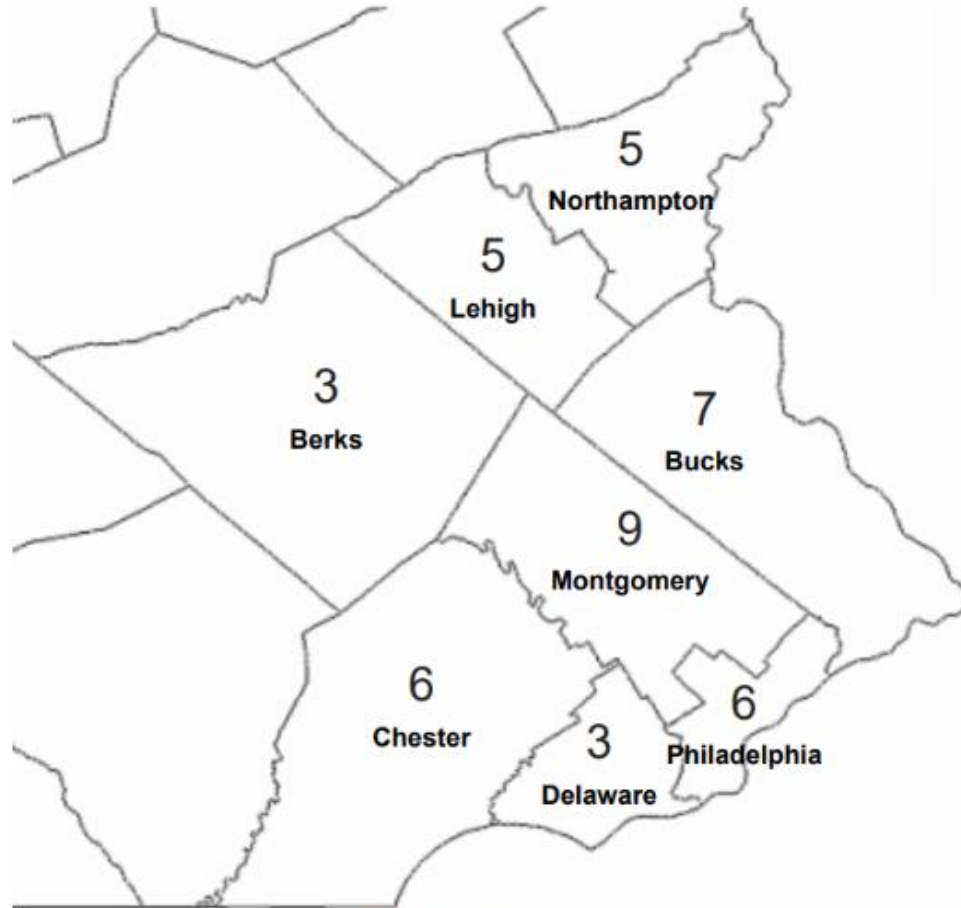 5
Northampton
5
Lehigh
3
Berks
7
Bucks
9
Montgomery
6
Chester
6
Philadelphia
3
Delaware